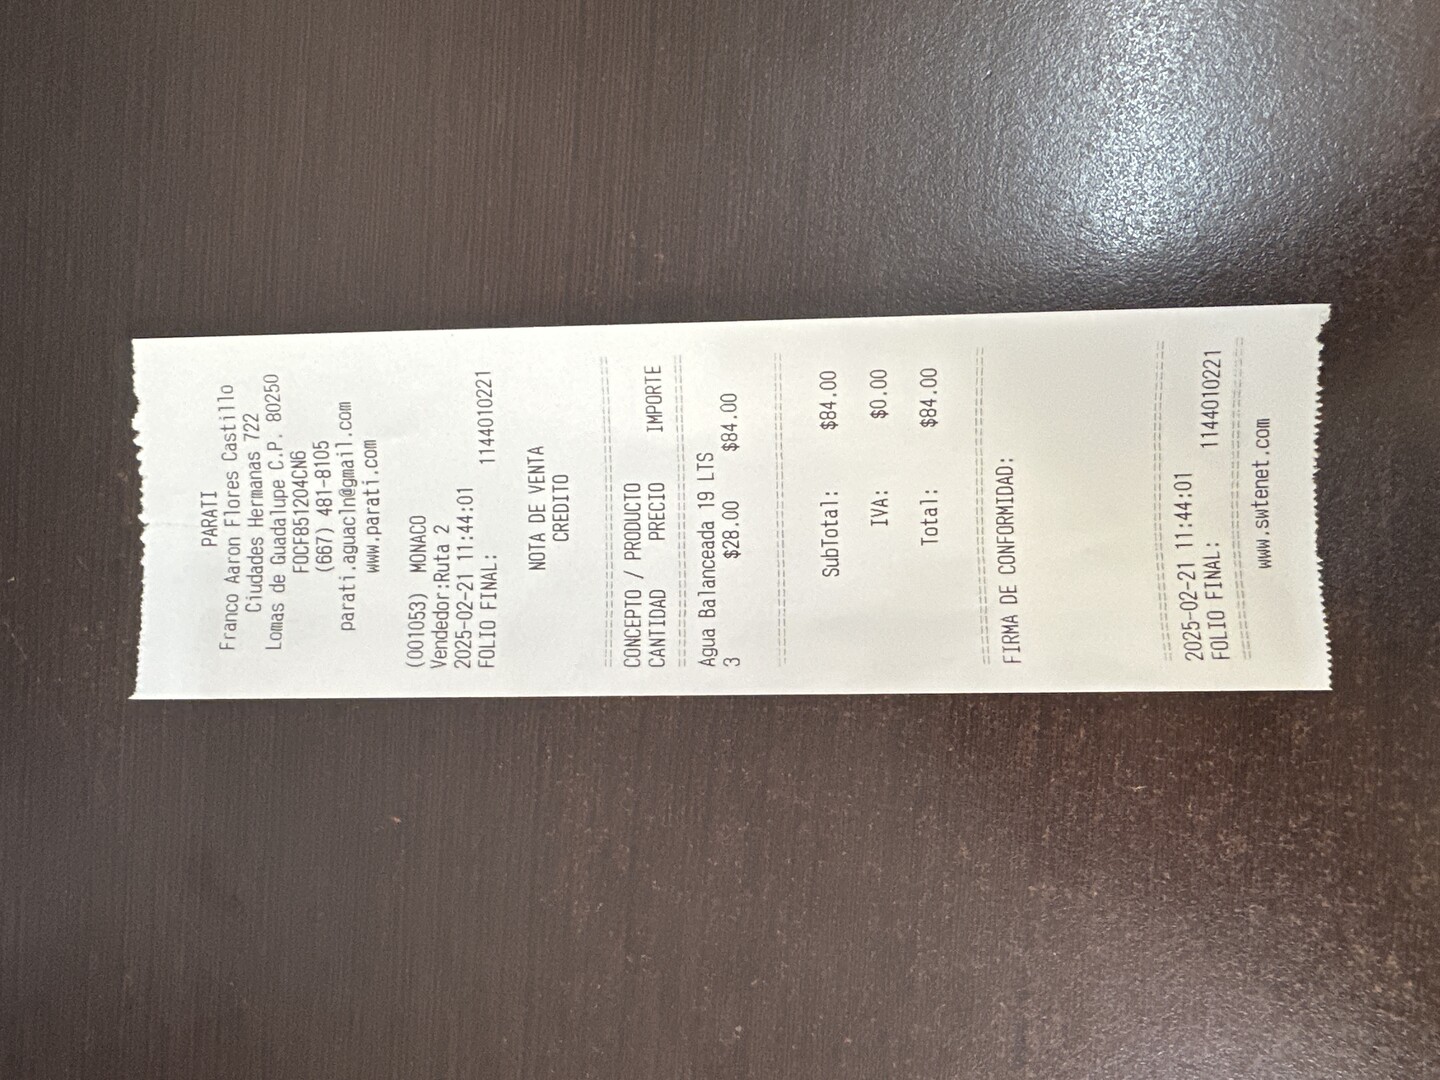 PARATI
Franco Aaron Flores Castillo
Ciudades Hermanas 722
Lomas de Guadalupe C.P. 80250
FOCF851204CN6
(667) 481-8105
parati.aguacln@gmail.com
www.parati.com
(001053) MONACO
Vendedor:Ruta 2
2025-02-21 11:44:01
FOLIO FINAL: 1144010221
NOTA DE VENTA
CREDITO
CONCEPTO / PRODUCTO
CANTIDAD PRECIO IMPORTE
Agua Balanceada 19 LTS
3 $28.00 $84.00
SubTotal: $84.00
IVA: $0.00
Total: $84.00
FIRMA DE CONFORMIDAD:
2025-02-21 11:44:01
FOLIO FINAL: 1144010221
www.swtenet.com